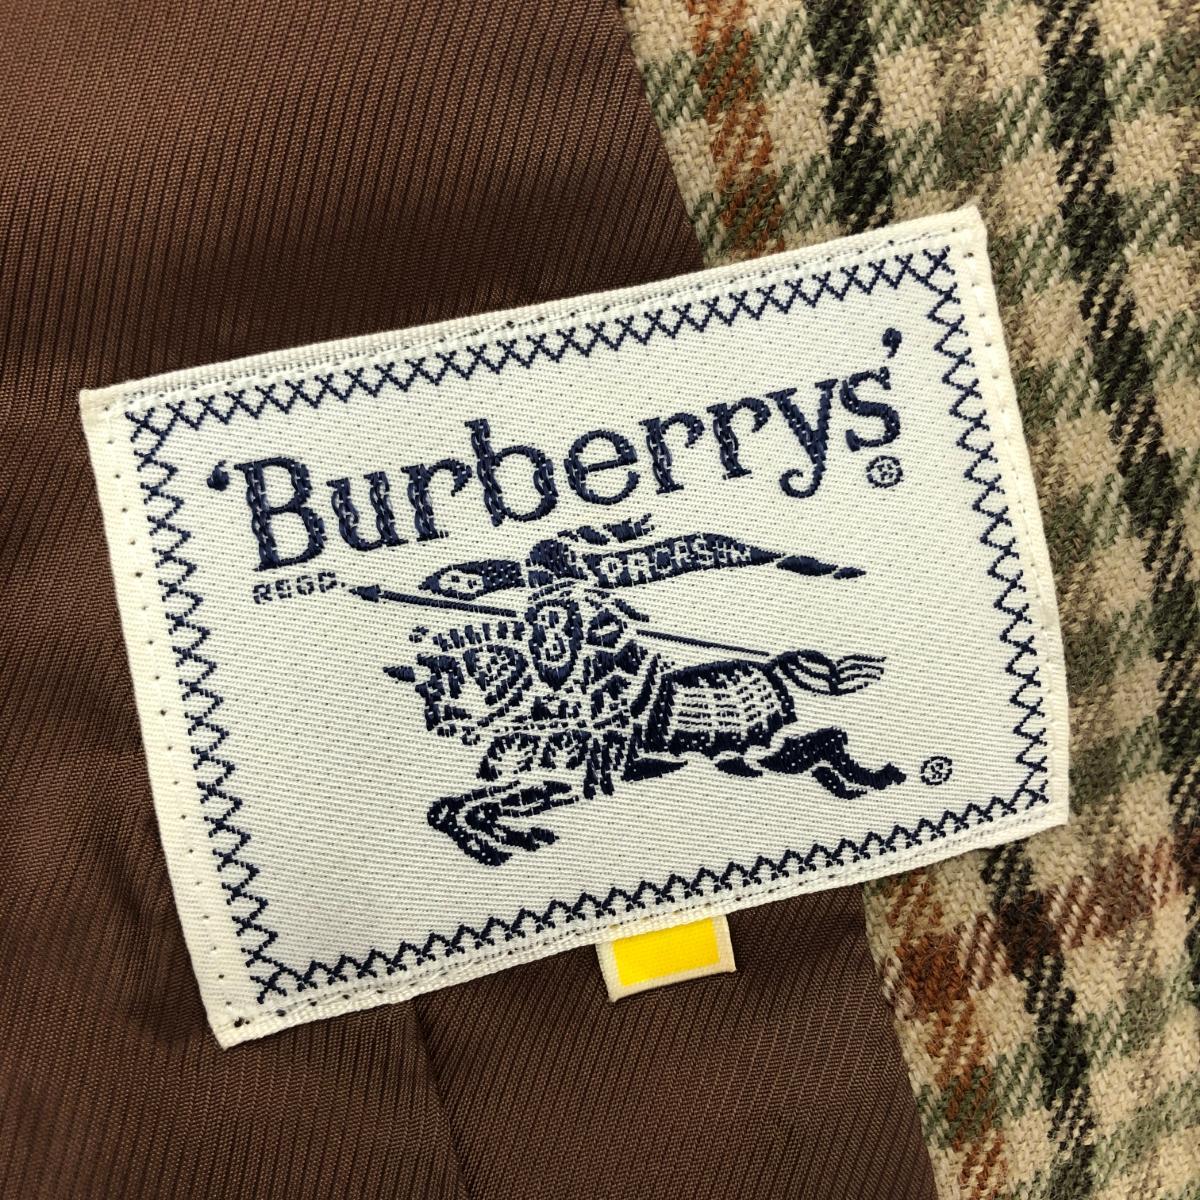 'Burberrys' ®
REGD.
PRORSUM
B
®